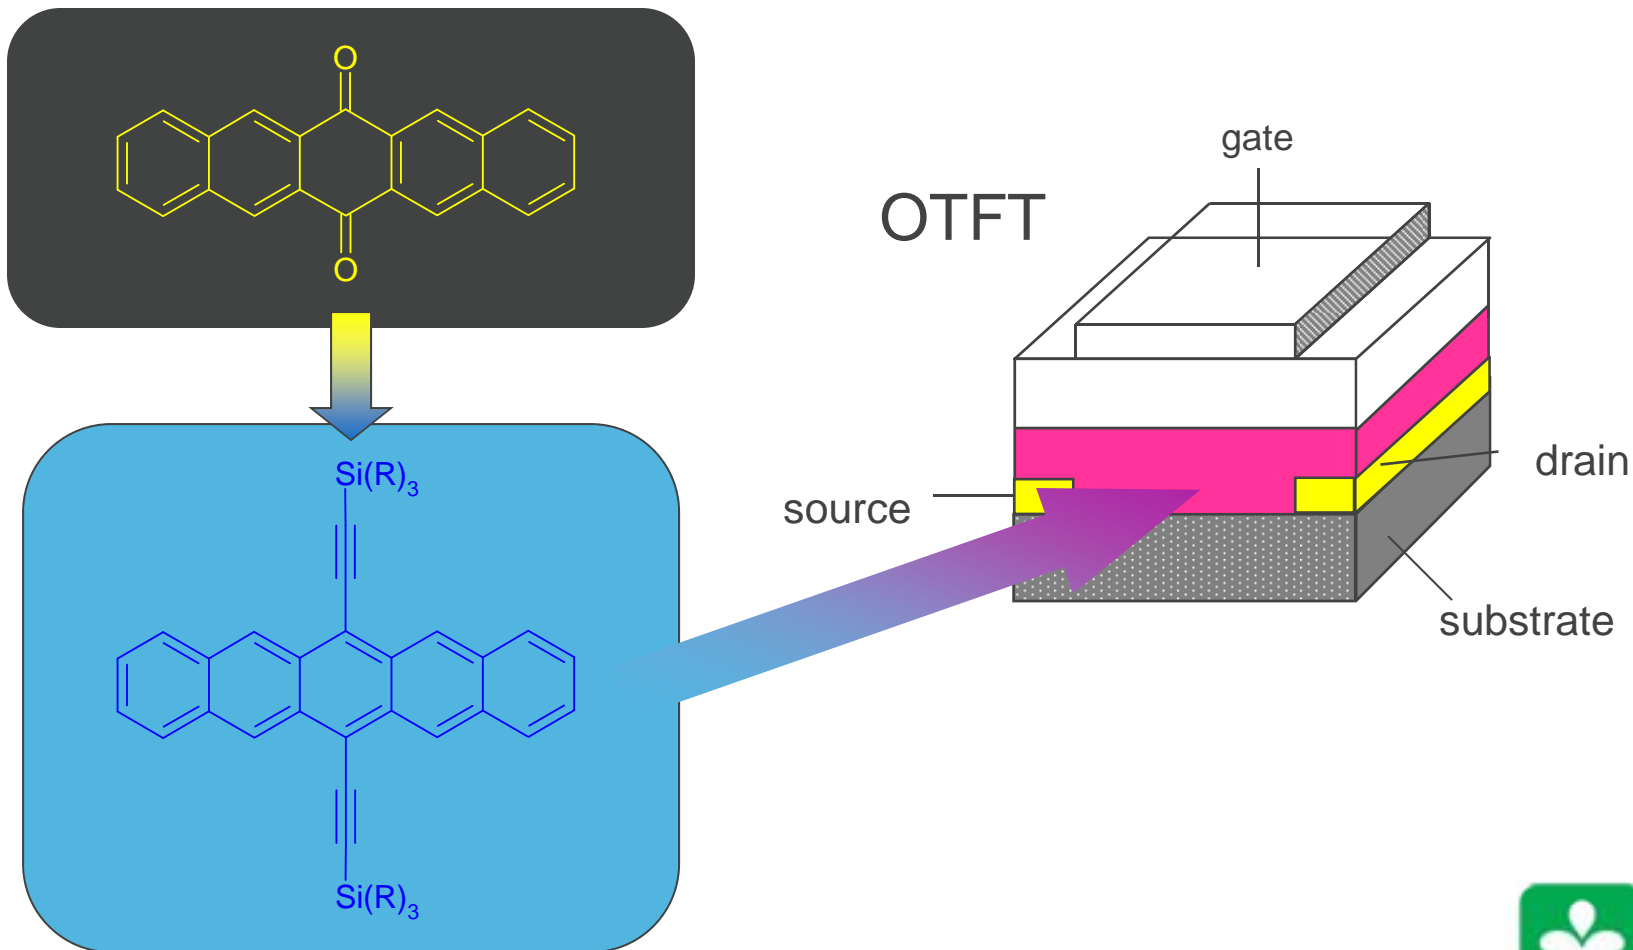 O
O
Si(R)3
Si(R)3
OTFT
gate
source
drain
substrate